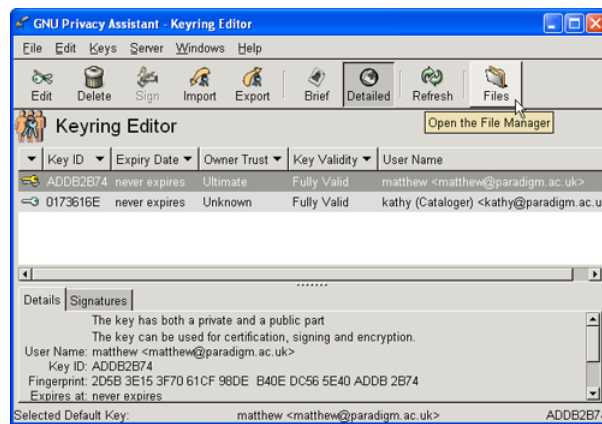 GNU Privacy Assistant - Keyring Editor
File Edit Keys Server Windows Help
Edit Delete Sign Import Export Brief Detailed Refresh Files
Keyring Editor
Open the File Manager
Key ID Expiry Date Owner Trust Key Validity User Name
ADDB2B74 never expires Ultimate Fully Valid matthew <matthew@paradigm.ac.uk>
0173616E never expires Unknown Fully Valid kathy (Cataloger) <kathy@paradigm.ac.u
Details Signatures
The key has both a private and a public part
The key can be used for certification, signing and encryption.
User Name: matthew <matthew@paradigm.ac.uk>
Key ID: ADDB2B74
Fingerprint: 2D5B 3E15 3F70 61CF 98DE B40E DC56 5E40 ADDB 2B74
Expires at: never expires
Selected Default Key: matthew <matthew@paradigm.ac.uk> ADDB2B74